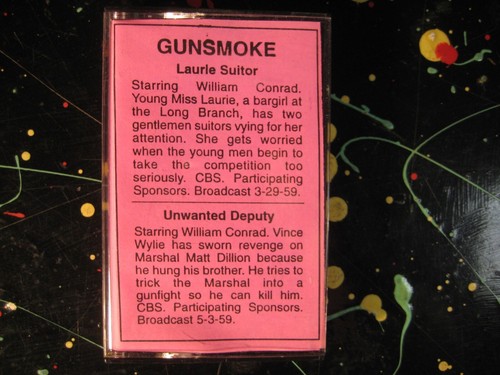 GUNSMOKE
Laurie Suitor
Starring William Conrad.
Young Miss Laurie, a bargirl at
the Long Branch, has two
gentlemen suitors vying for her
attention. She gets worried
when the young men begin to
take the competition too
seriously. CBS. Participating
Sponsors. Broadcast 3-29-59.
Unwanted Deputy
Starring William Conrad. Vince
Wylie has sworn revenge on
Marshal Matt Dillion because
he hung his brother. He tries to
trick the Marshal into a
gunfight so he can kill him.
CBS. Participating Sponsors.
Broadcast 5-3-59.